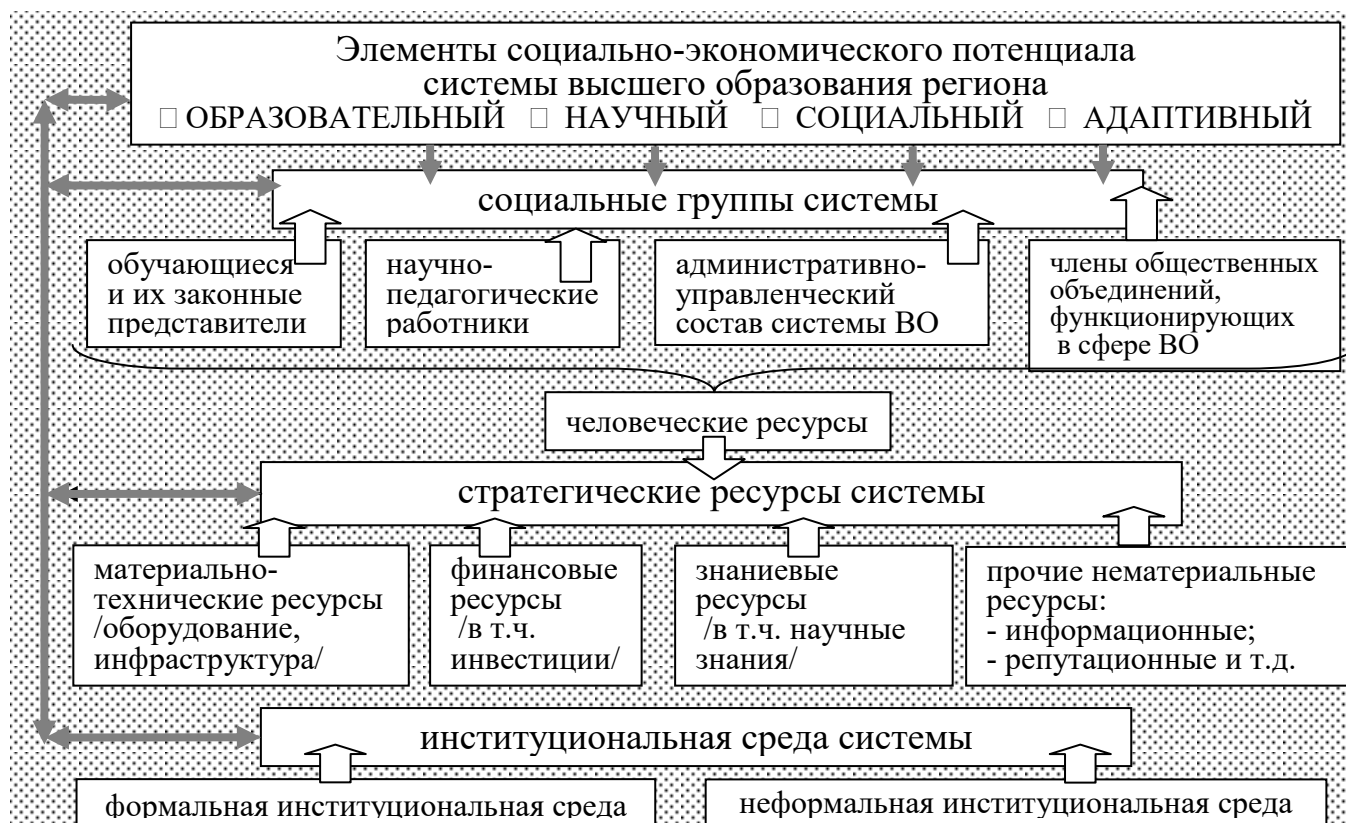 Элементы социально-экономического потенциала
системы высшего образования региона
□ ОБРАЗОВАТЕЛЬНЫЙ □ НАУЧНЫЙ □ СОЦИАЛЬНЫЙ □ АДАПТИВНЫЙ
социальные группы системы
обучающиеся
и их законные
представители
научно-
педагогические
работники
административно-
управленческий
состав системы ВО
члены общественных
объединений,
функционирующих
в сфере ВО
человеческие ресурсы
стратегические ресурсы системы
материально-
технические ресурсы
/оборудование,
инфраструктура/
финансовые
ресурсы
/в т.ч.
инвестиции/
знаниевые
ресурсы
/в т.ч. научные
знания/
прочие нематериальные
ресурсы:
- информационные;
- репутационные и т.д.
институциональная среда системы
формальная институциональная среда
неформальная институциональная среда